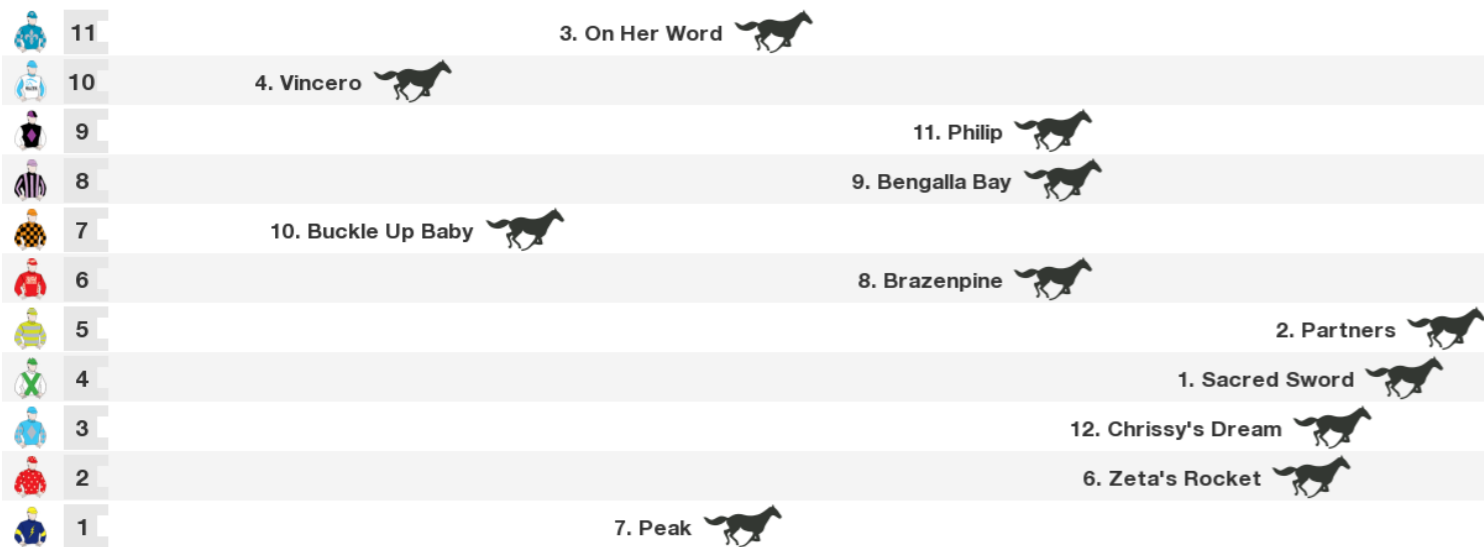 11 3. On Her Word
10 4. Vincero
9 11. Philip
8 9. Bengalla Bay
7 10. Buckle Up Baby
6 8. Brazenpine
5 2. Partners
4 1. Sacred Sword
3 12. Chrissy's Dream
2 6. Zeta's Rocket
1 7. Peak